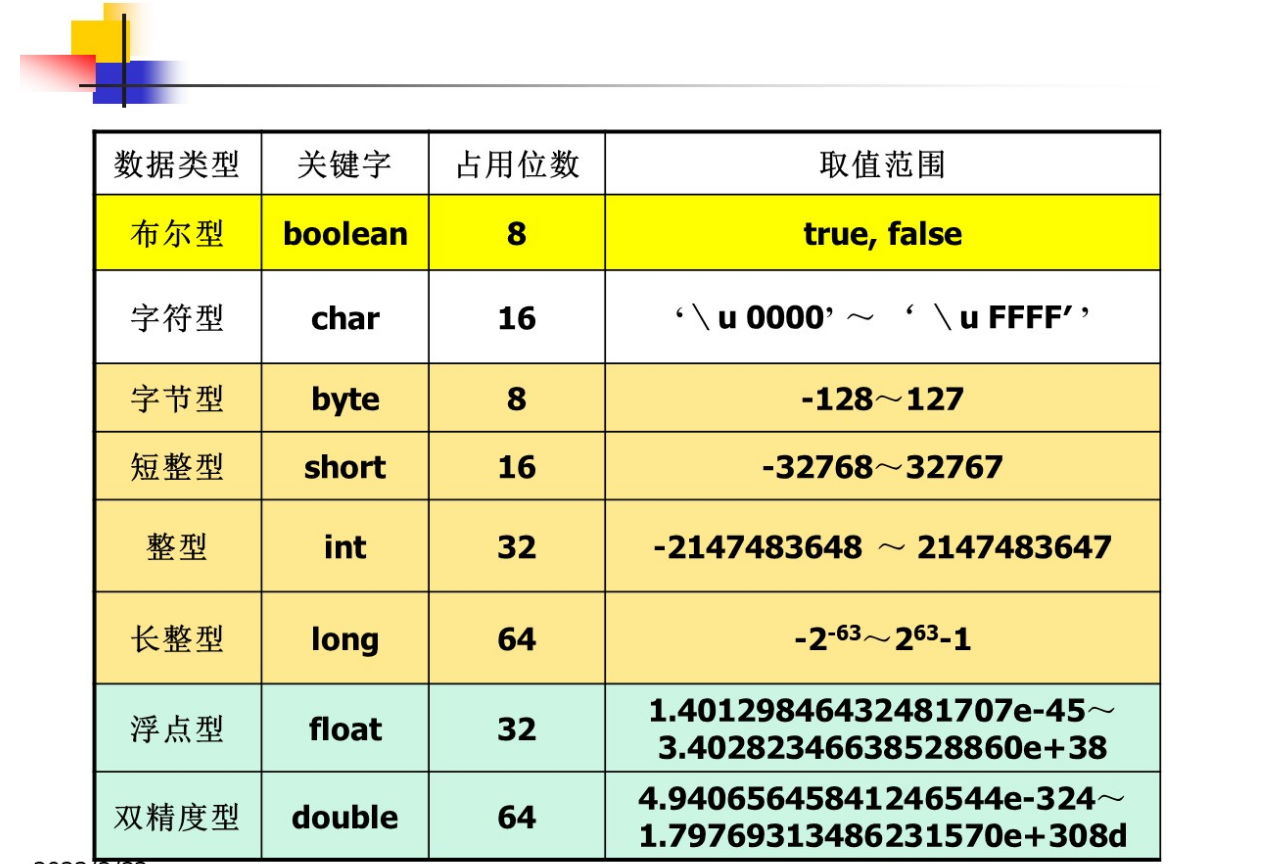 数据类型 关键字 占用位数 取值范围
布尔型 boolean 8 true, false
字符型 char 16 ‘\u 0000’～ ‘ \u FFFF′’
字节型 byte 8 -128～127
短整型 short 16 -32768～32767
整型 int 32 -2147483648 ～ 2147483647
长整型 long 64 -2⁻⁶³～2⁶³-1
浮点型 float 32 1.40129846432481707e-45～
3.40282346638528860e+38
双精度型 double 64 4.94065645841246544e-324～
1.79769313486231570e+308d